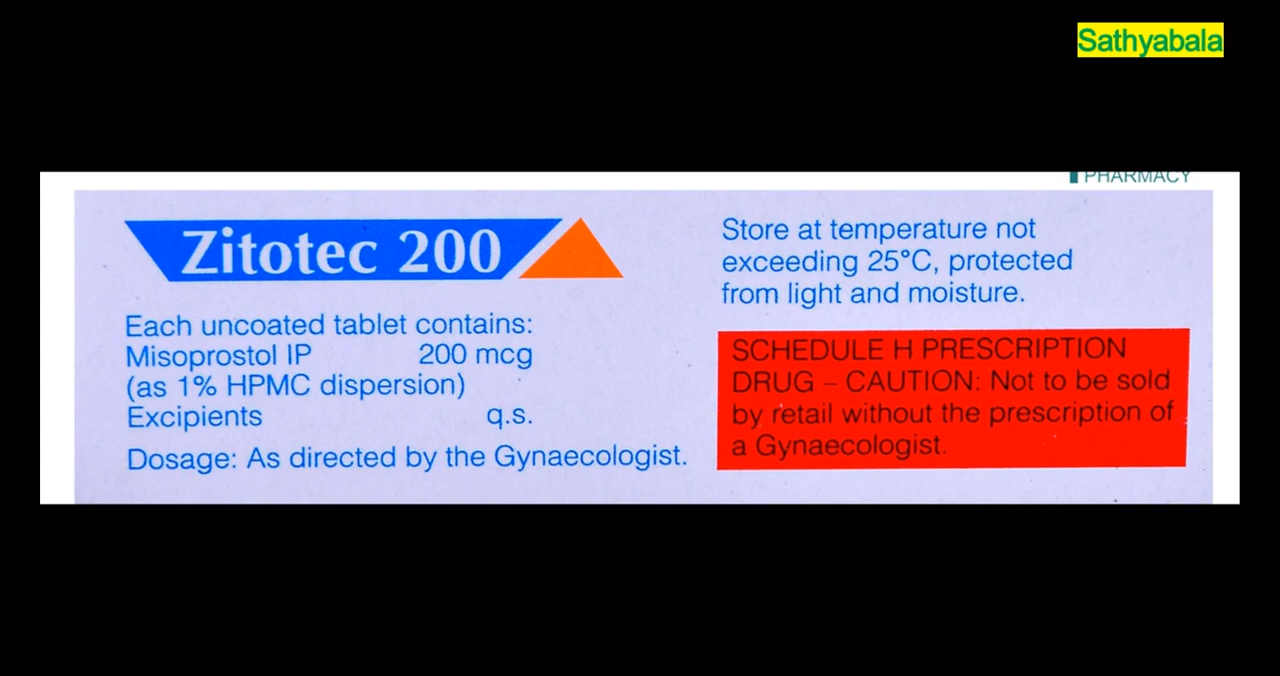 Sathyabala
PHARMACY
Zitotec 200
Each uncoated tablet contains:
Misoprostol IP 200 mcg
(as 1% HPMC dispersion)
Excipients q.s.
Dosage: As directed by the Gynaecologist.
Store at temperature not
exceeding 25°C, protected
from light and moisture.
SCHEDULE H PRESCRIPTION
DRUG – CAUTION: Not to be sold
by retail without the prescription of
a Gynaecologist.